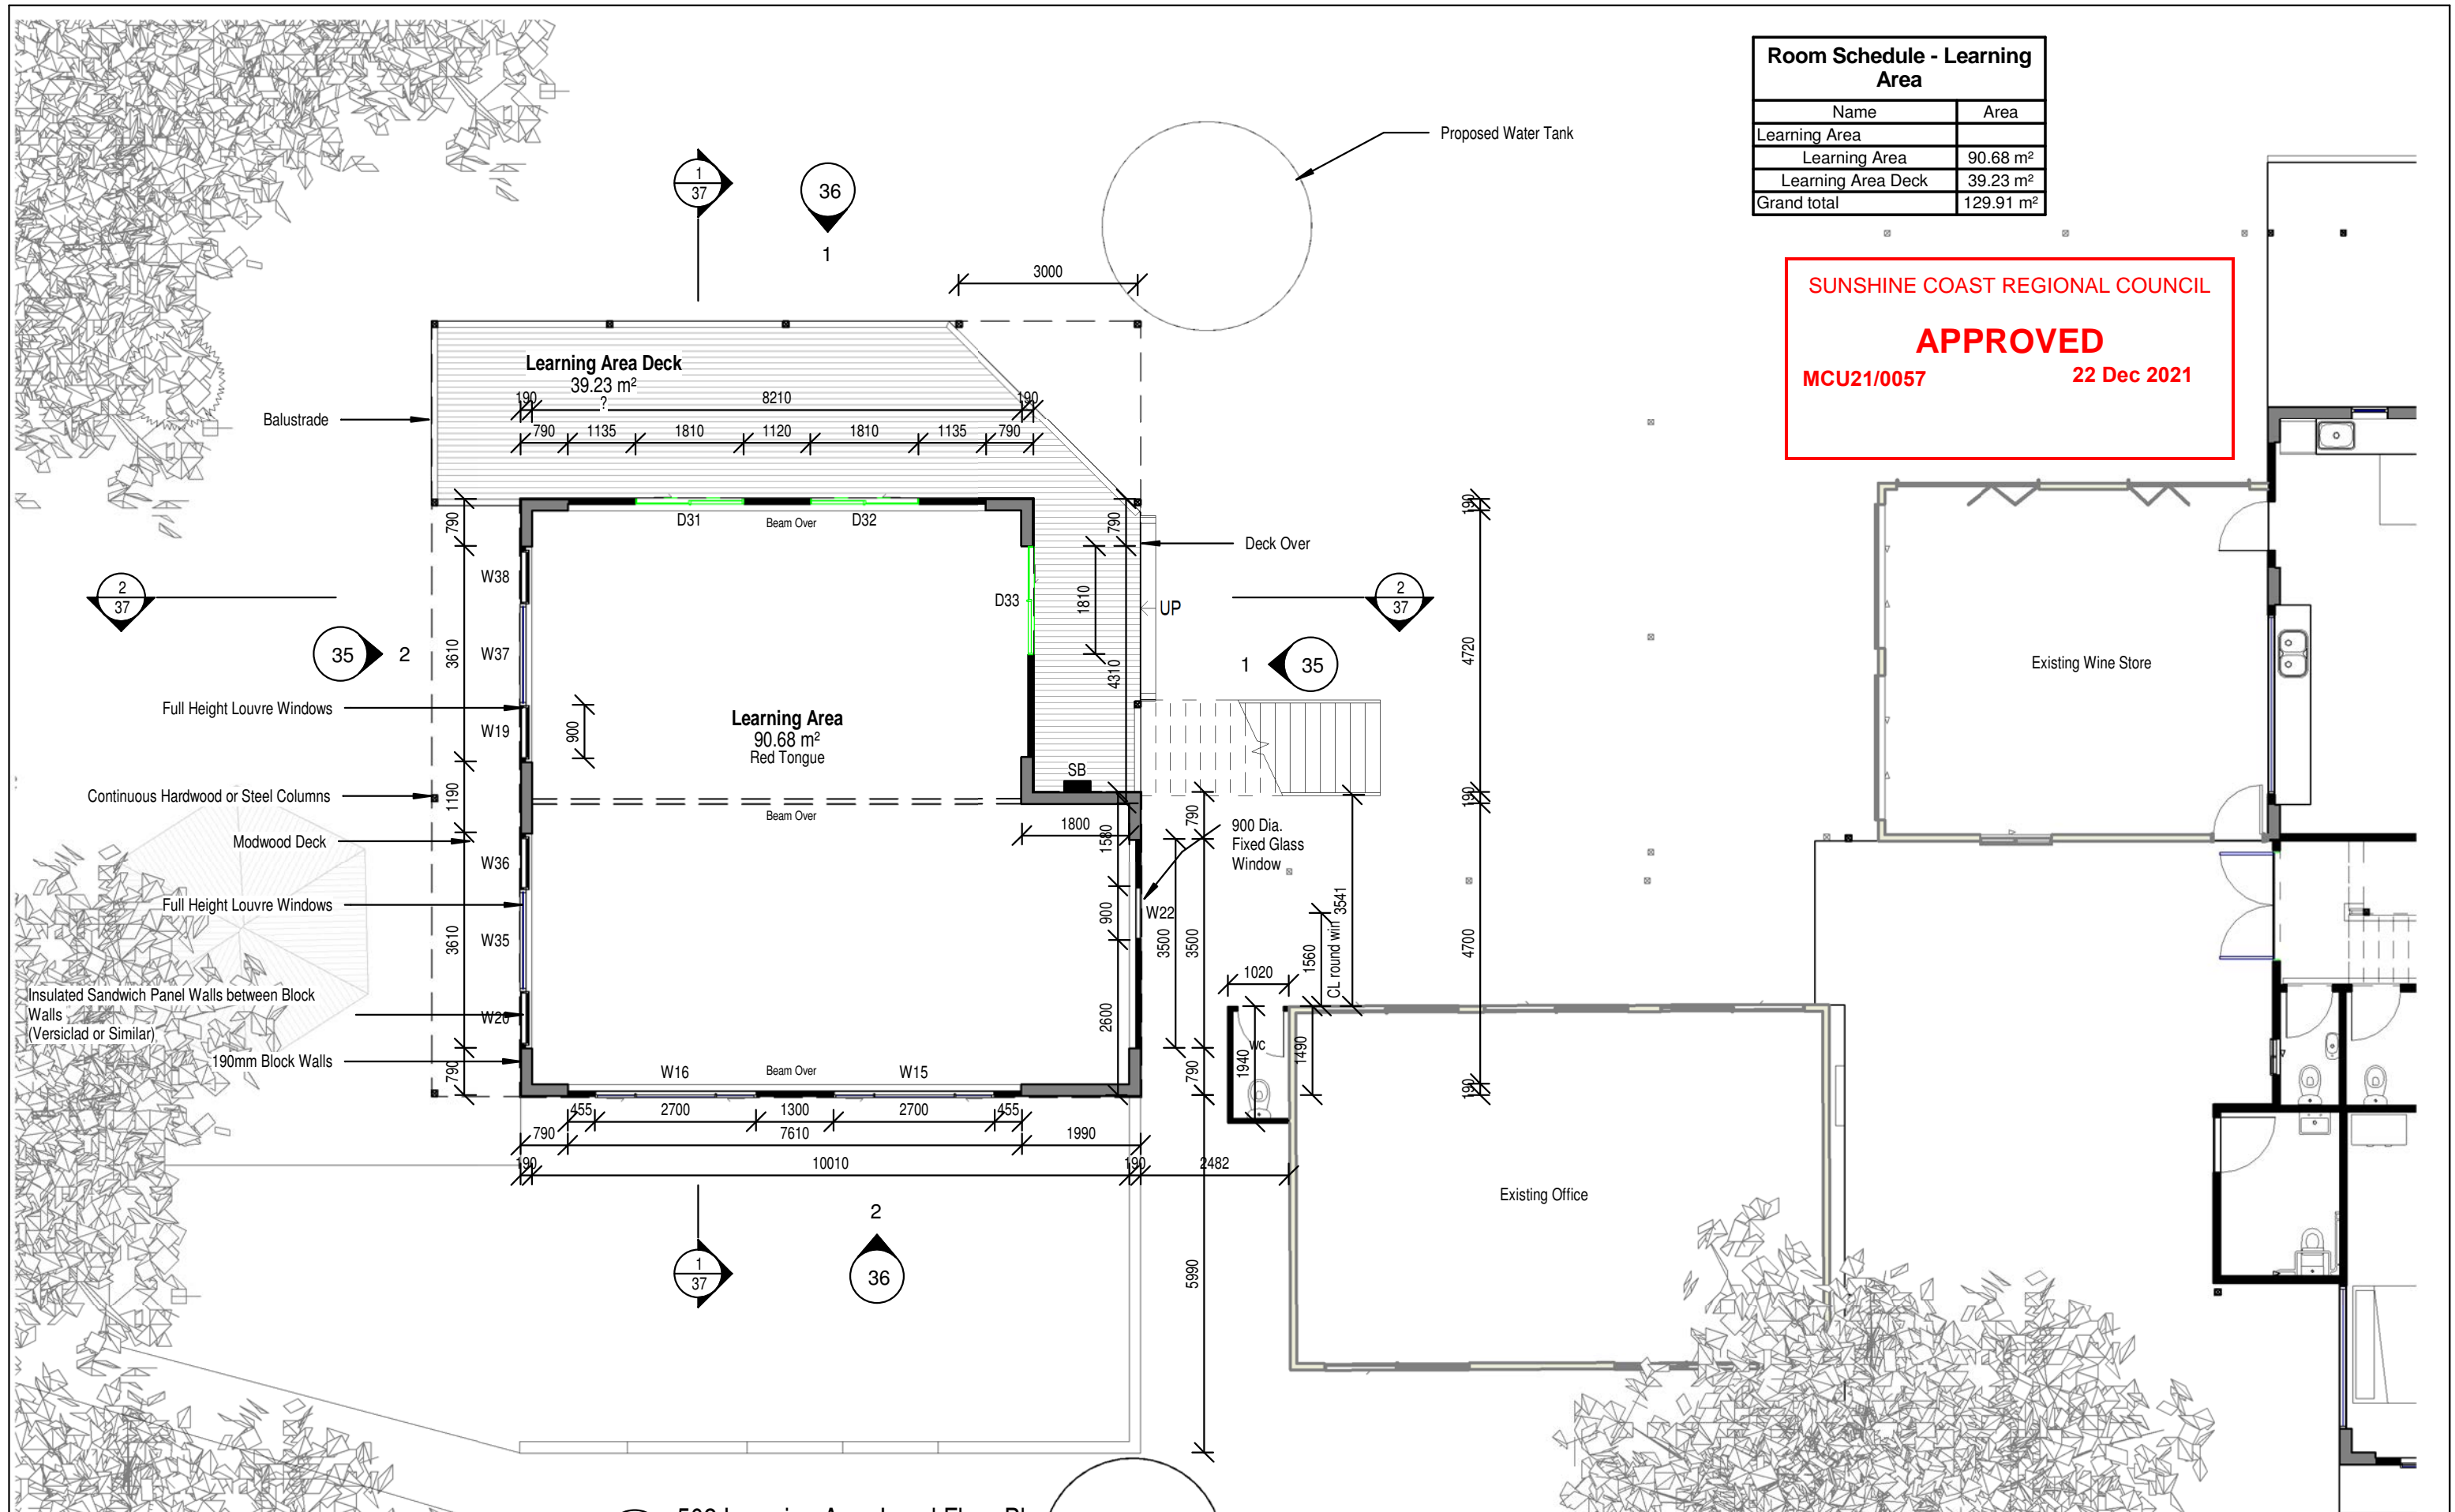 Room Schedule - Learning
Area
Name Area
Learning Area
Learning Area 90.68 m²
Learning Area Deck 39.23 m²
Grand total 129.91 m²
SUNSHINE COAST REGIONAL COUNCIL
APPROVED
MCU21/0057 22 Dec 2021
Proposed Water Tank
1
37
36
1
3000
Learning Area Deck
39.23 m²
?
190 8210 190
790 1135 1810 1120 1810 1135 790
Balustrade
D31 Beam Over D32
790
790
190
Deck Over
W38
2
37
2
37
D33
1810
UP
35 2
3610
W37
4310
1 35
4720
Existing Wine Store
Full Height Louvre Windows
W19
900
Learning Area
90.68 m²
Red Tongue
SB
Continuous Hardwood or Steel Columns
1190
190
Beam Over
1800
1580
790
900 Dia.
Fixed Glass
Window
Modwood Deck
W36
Full Height Louvre Windows
900
W22
3541
3610
W35
3500
3500
1560
CL round win
4700
1020
Insulated Sandwich Panel Walls between Block
Walls
(Versiclad or Similar)
W20
2600
WC
1940
1490
190mm Block Walls
790
W16 Beam Over W15
790
190
455 2700 1300 2700 455
790 7610 1990
190 10010 190 2482
Existing Office
2
36
1
37
5990